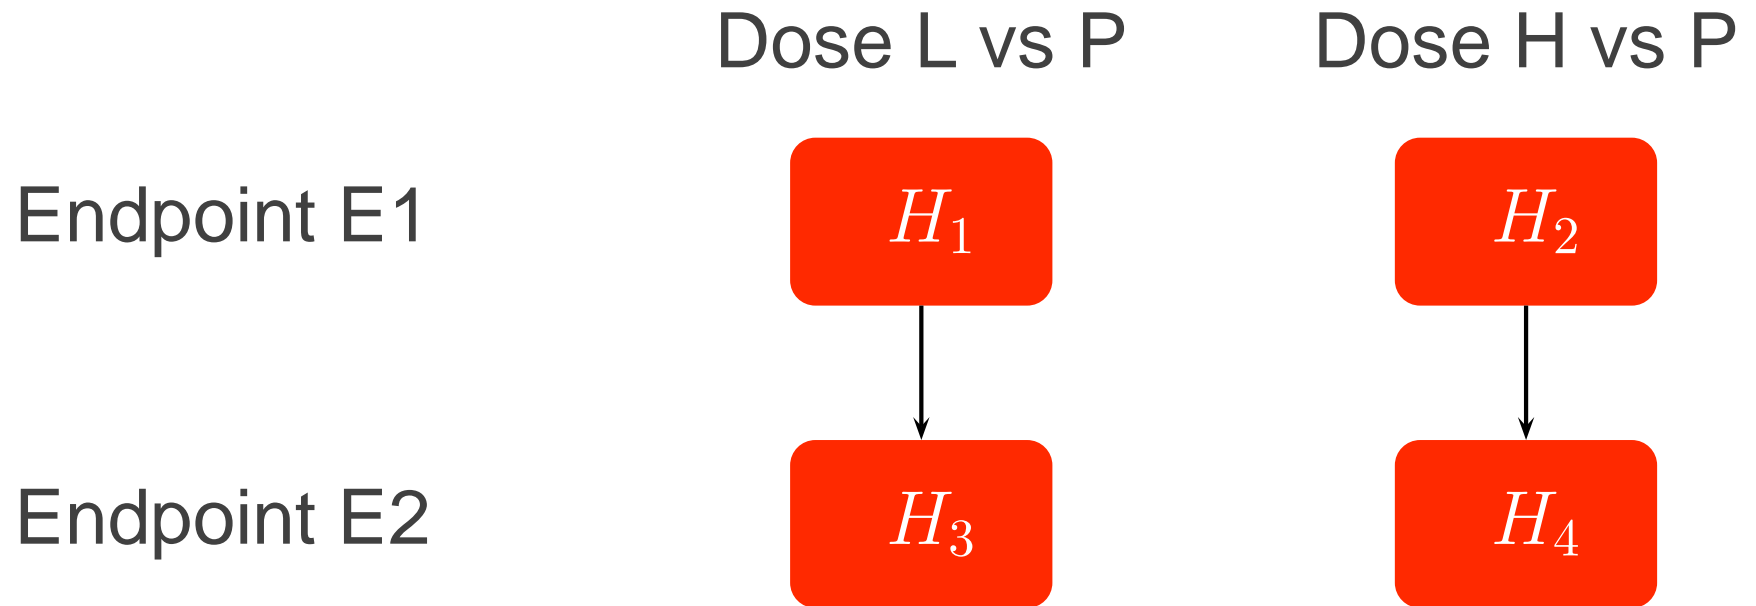 Dose L vs P Dose H vs P
Endpoint E1 H₁ H₂
Endpoint E2 H₃ H₄